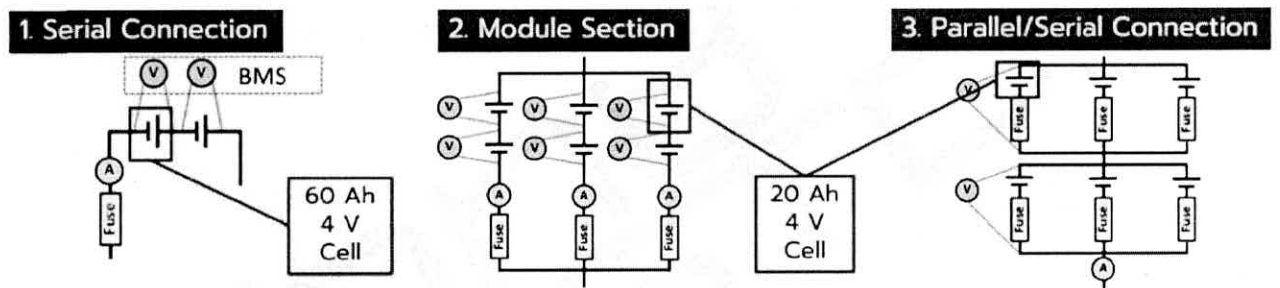 1. Serial Connection
V V BMS
A
Fuse
60 Ah
4 V
Cell
2. Module Section
V V V
V V V
A A A
Fuse Fuse Fuse
20 Ah
4 V
Cell
3. Parallel/Serial Connection
V
Fuse Fuse Fuse
V
Fuse Fuse Fuse
A